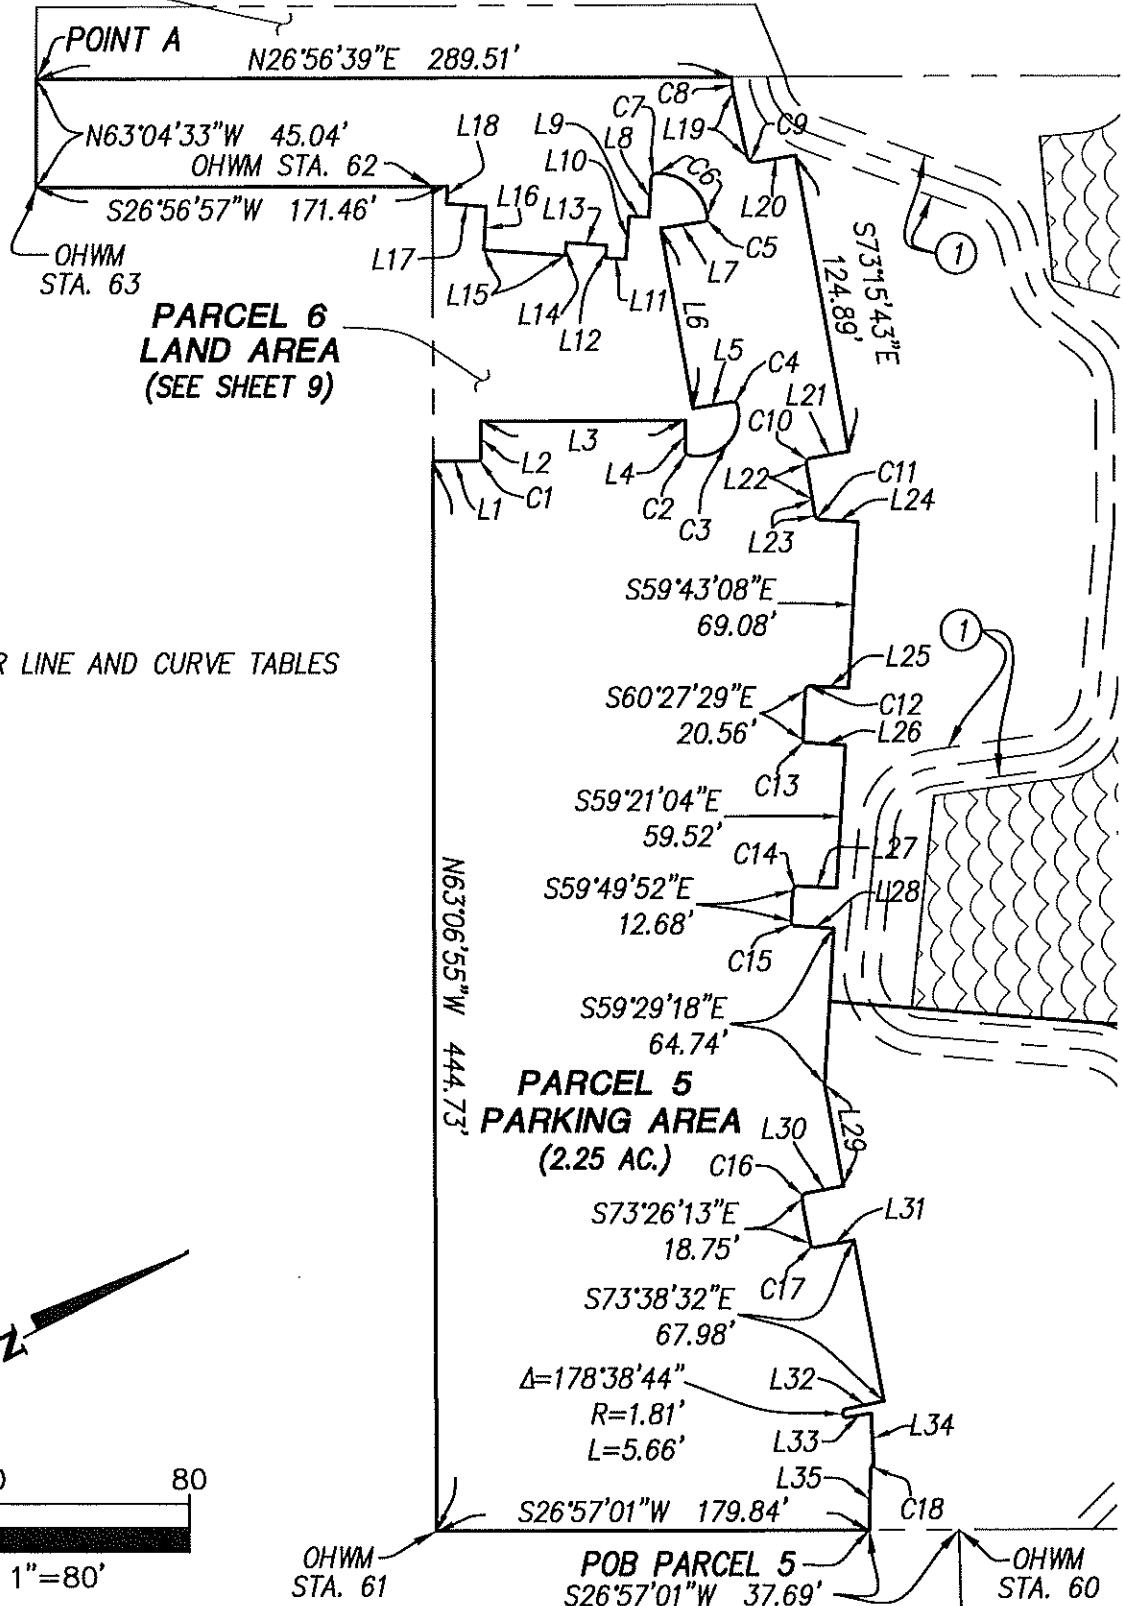 POINT A
N26°56'39"E 289.51'
C8
C7
L9
L8
L19
C9
L18
N63°04'33"W 45.04'
OHWM STA. 62
L10
C6
L16
L13
L20
S26°56'57"W 171.46'
C5
L7
S73°15'43"E
124.89'
1
OHWM
STA. 63
L17
L15
L14
L11
L12
L6
PARCEL 6
LAND AREA
(SEE SHEET 9)
L5
C4
L21
C10
L3
L2
L4
L1
C1
C2
C3
L22
C11
L24
L23
S59°43'08"E
69.08'
1
R LINE AND CURVE TABLES
L25
S60°27'29"E
20.56'
C12
L26
C13
S59°21'04"E
59.52'
C14
L27
S59°49'52"E
12.68'
L28
C15
N63°06'55"W 444.73'
S59°29'18"E
64.74'
PARCEL 5
PARKING AREA
(2.25 AC.)
L29
L30
C16
S73°26'13"E
18.75'
L31
C17
S73°38'32"E
67.98'
N
Δ=178°38'44"
R=1.81'
L=5.66'
L32
L33
L34
L35
C18
0
80
1"=80'
S26°57'01"W 179.84'
OHWM
STA. 61
POB PARCEL 5
S26°57'01"W 37.69'
OHWM
STA. 60